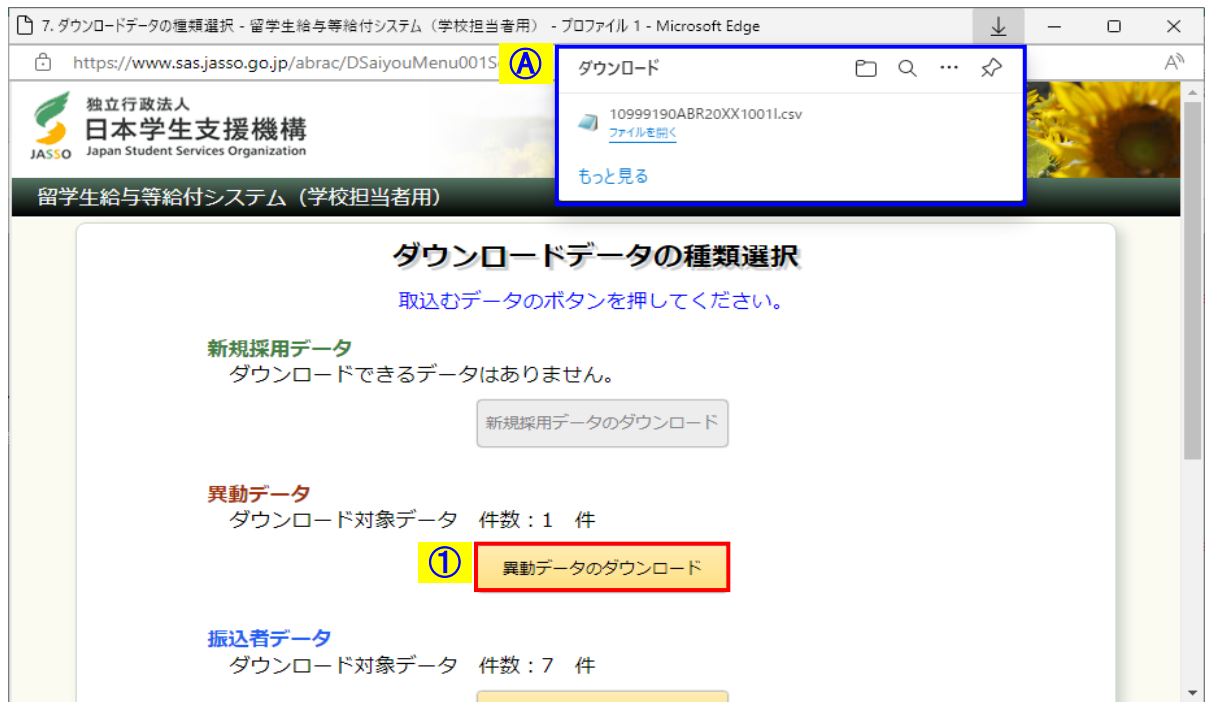 7. ダウンロードデータの種類選択 - 留学生給与等給付システム（学校担当者用） - プロファイル 1 - Microsoft Edge
https://www.sas.jasso.go.jp/abrac/DSaiyouMenu001S
Ⓐ
ダウンロード
10999190ABR20XX1001l.csv
ファイルを開く
もっと見る
JASSO
独立行政法人
日本学生支援機構
Japan Student Services Organization
留学生給与等給付システム（学校担当者用）
ダウンロードデータの種類選択
取込むデータのボタンを押してください。
新規採用データ
ダウンロードできるデータはありません。
新規採用データのダウンロード
異動データ
ダウンロード対象データ　件数：1　件
①
異動データのダウンロード
振込者データ
ダウンロード対象データ　件数：7　件